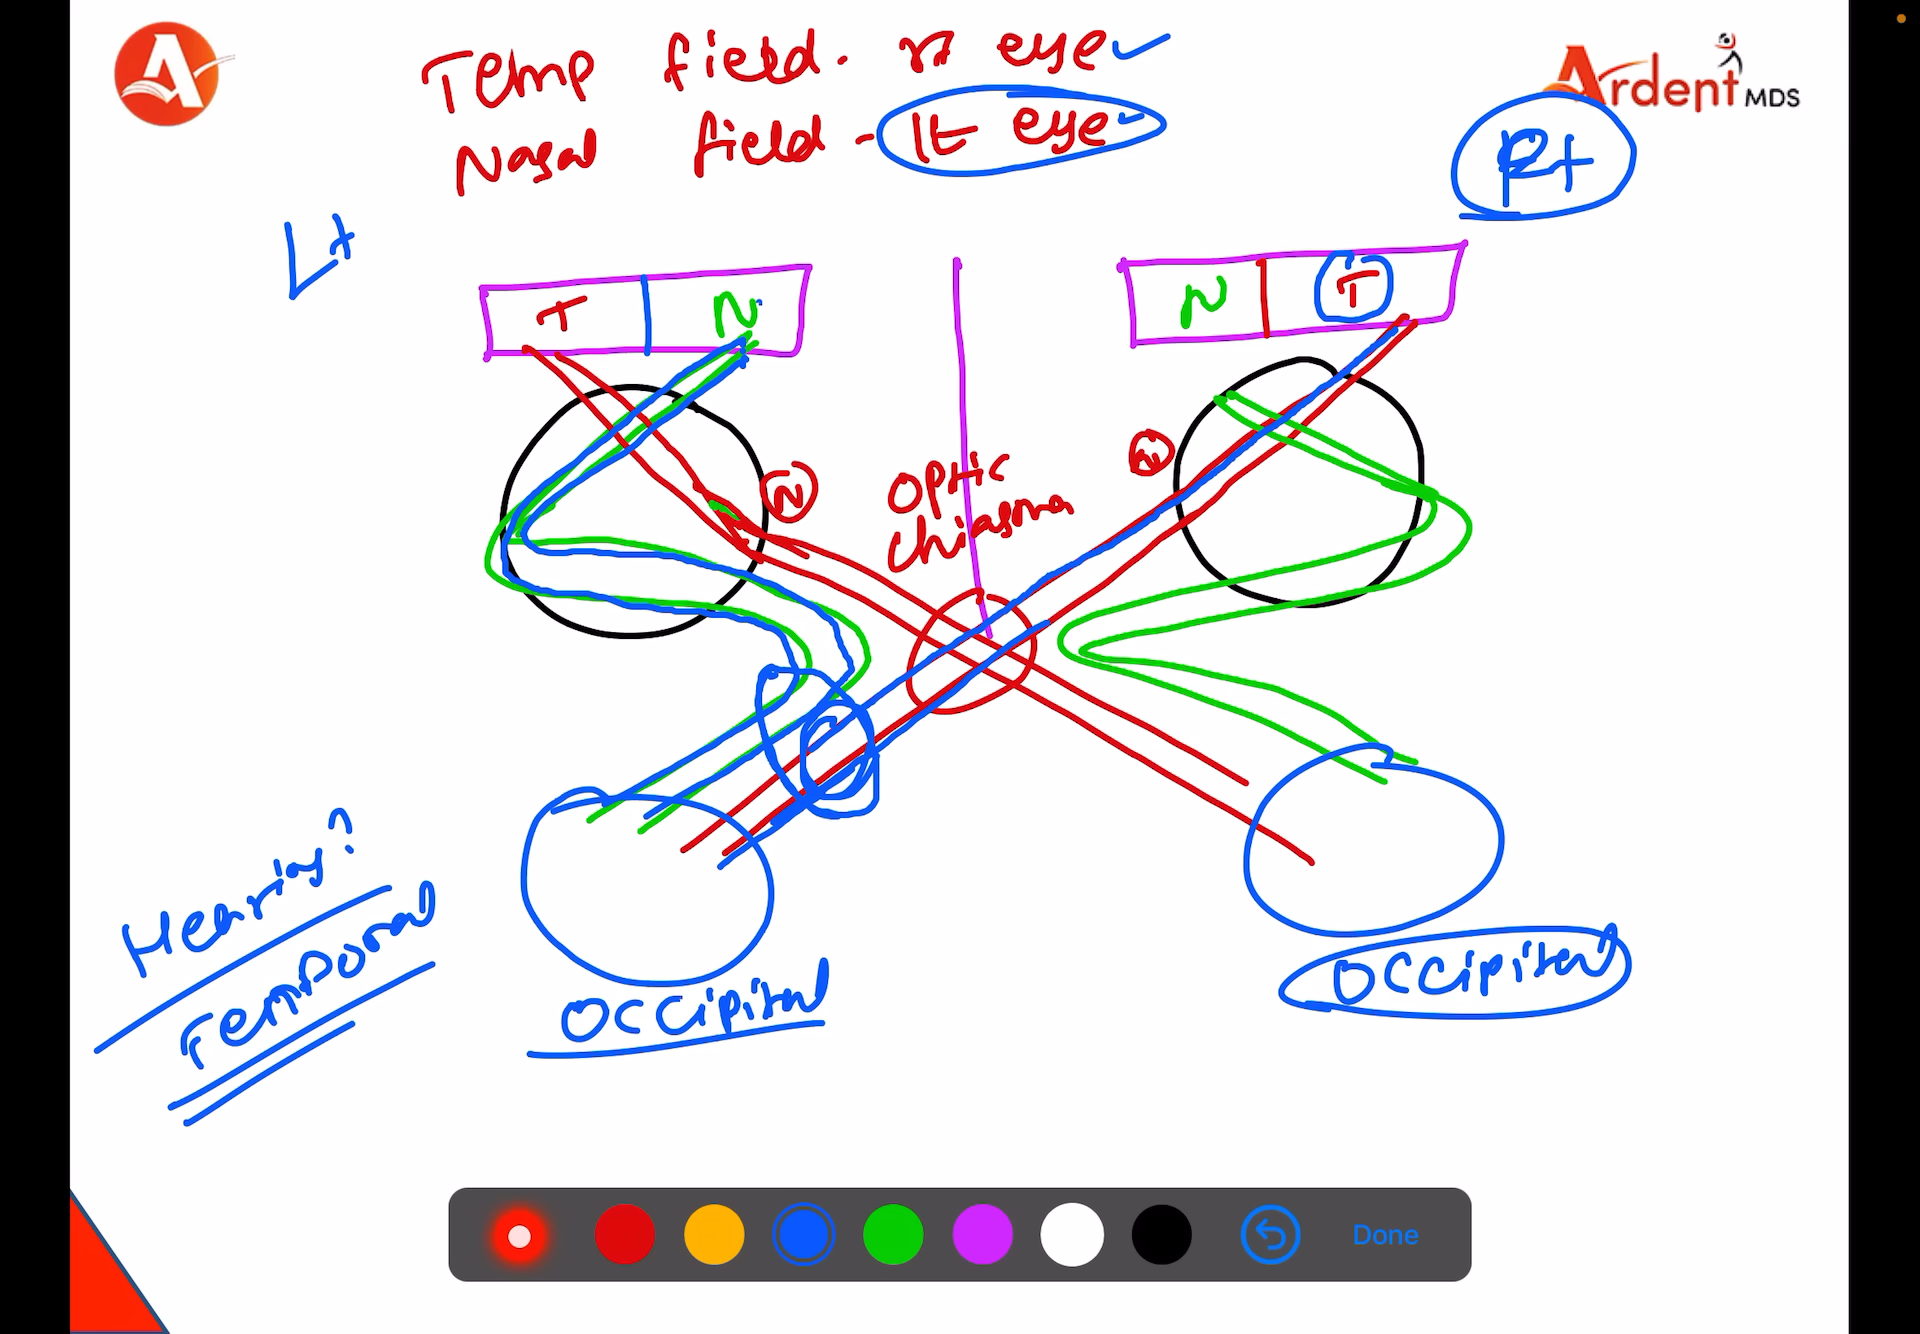 A
Temp field. rt eye
Ardent MDS
Nasal field - lt eye
Rt
Lt
T N
N T
N
N
Optic
Chiasma
Hearing?
Temporal
Occipital
Occipital
Done